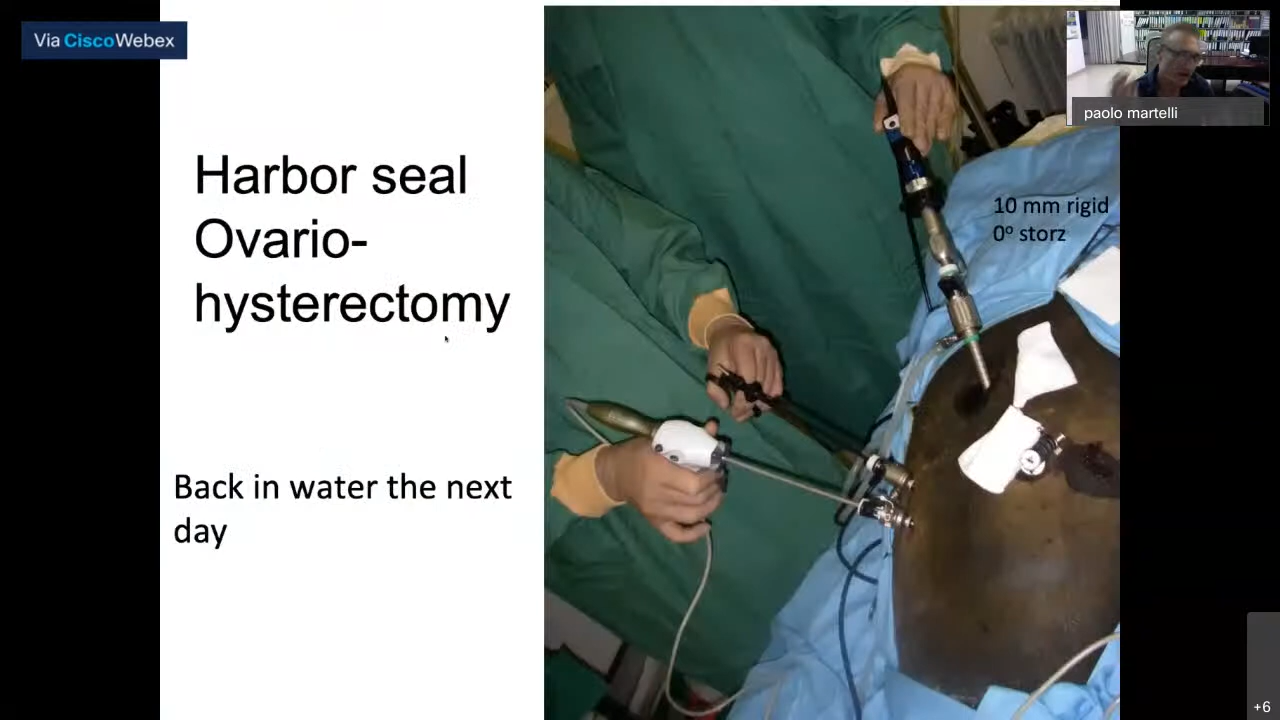 Via Cisco Webex
paolo martelli
Harbor seal
Ovario-
hysterectomy
10 mm rigid
0º storz
Back in water the next
day
+6